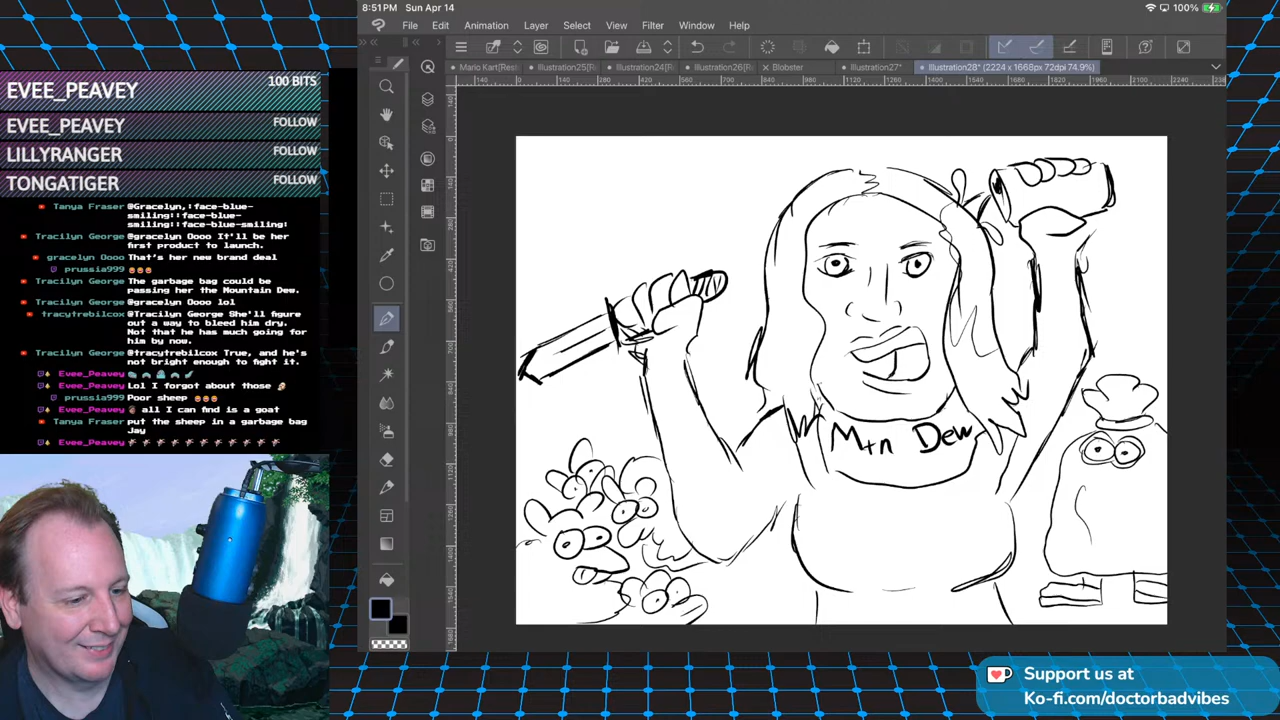 8:51PM Sun Apr 14
100%
File Edit Animation Layer Select View Filter Window Help
Mario Kart[Res Illustration25[R Illustration24[R Illustration26[R Blobster Illustration27* Illustration28* (2224 x 1668px 72dpi 74.9%)
EVEE_PEAVEY 100 BITS
EVEE_PEAVEY FOLLOW
LILLYRANGER FOLLOW
TONGATIGER FOLLOW
Tanya Fraser @Gracelyn,:face-blue-
smiling::face-blue-
smiling::face-blue-smiling:
Tracilyn George @gracelyn Oooo It'll be her
first product to launch.
gracelyn Oooo That's her new brand deal
prussia999
Tracilyn George The garbage bag could be
passing her the Mountain Dew.
Tracilyn George @gracelyn Oooo lol
tracytrebilcox @Tracilyn George She'll figure
out a way to bleed him dry.
Not that he has much going for
him by now.
Tracilyn George @tracytrebilcox True, and he's
not bright enough to fight it.
Evee_Peavey
Evee_Peavey Lol I forgot about those
prussia999 Poor sheep
Evee_Peavey all I can find is a goat
Tanya Fraser put the sheep in a garbage bag
Jay
Evee_Peavey
Mtn Dew
Support us at
Ko-fi.com/doctorbadvibes